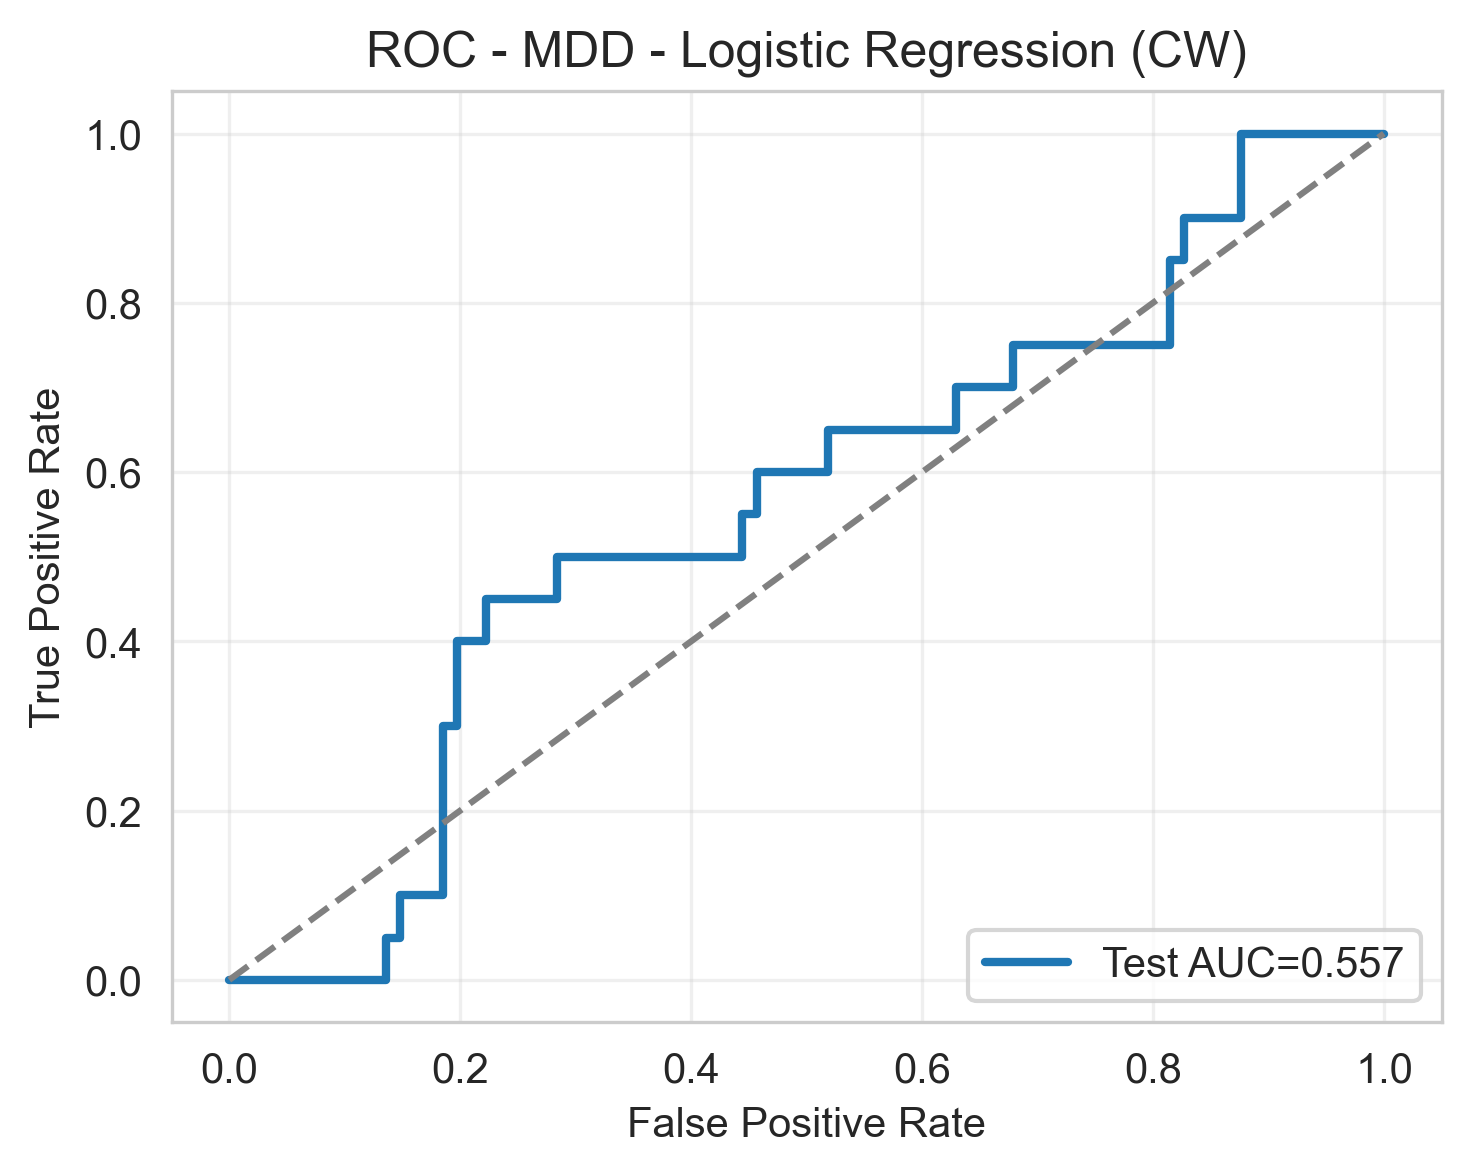 ROC - MDD - Logistic Regression (CW)
1.0
0.8
0.6
0.4
0.2
0.0
True Positive Rate
Test AUC=0.557
0.0 0.2 0.4 0.6 0.8 1.0
False Positive Rate